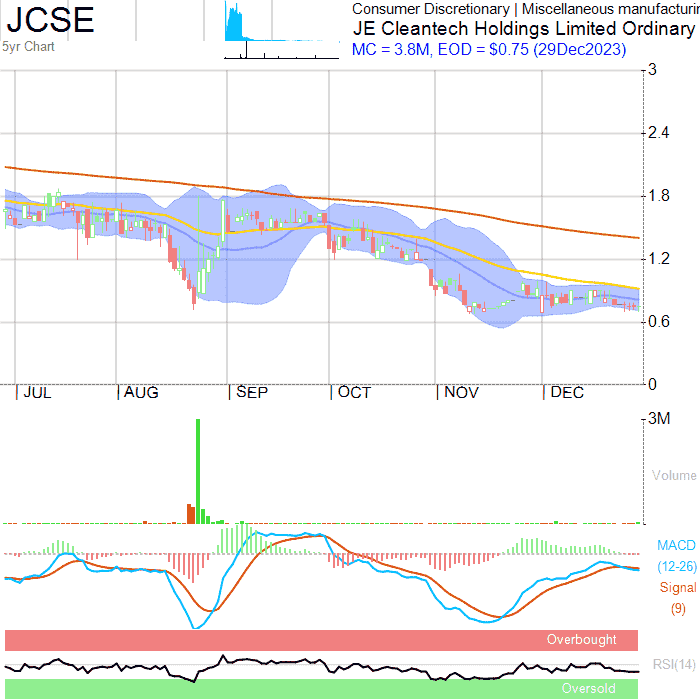 JCSE
5yr Chart
Consumer Discretionary | Miscellaneous manufacturin
JE Cleantech Holdings Limited Ordinary
MC = 3.8M, EOD = $0.75 (29Dec2023)
3
2.4
1.8
1.2
0.6
0
JUL AUG SEP OCT NOV DEC
3M
Volume
MACD
(12-26)
Signal
(9)
Overbought
RSI(14)
Oversold